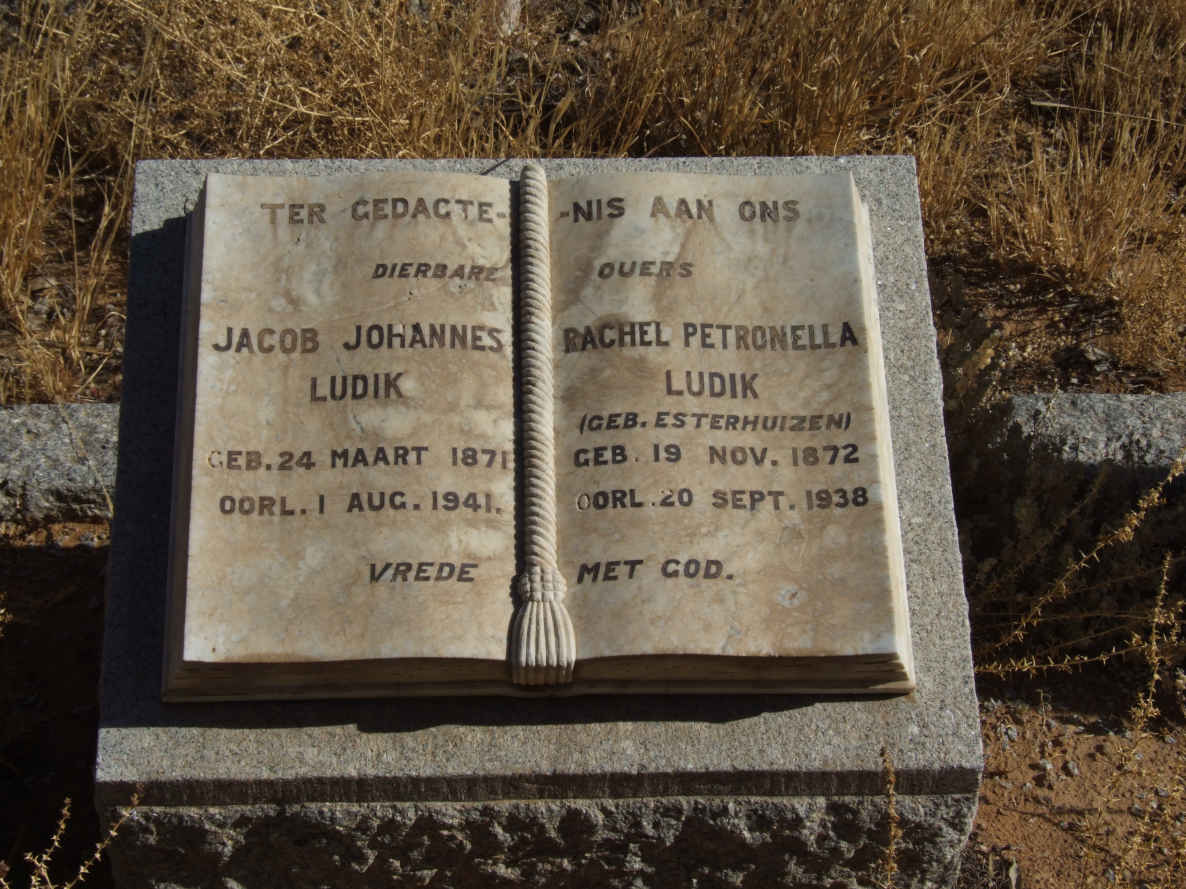 TER GEDAGTE- -NIS AAN ONS
DIERBARE OUERS
JACOB JOHANNES
LUDIK
GEB. 24 MAART 1871
OORL. 1 AUG. 1941.
RACHEL PETRONELLA
LUDIK
(GEB. ESTERHUIZEN)
GEB. 19 NOV. 1872
OORL. 20 SEPT. 1938
VREDE MET GOD.